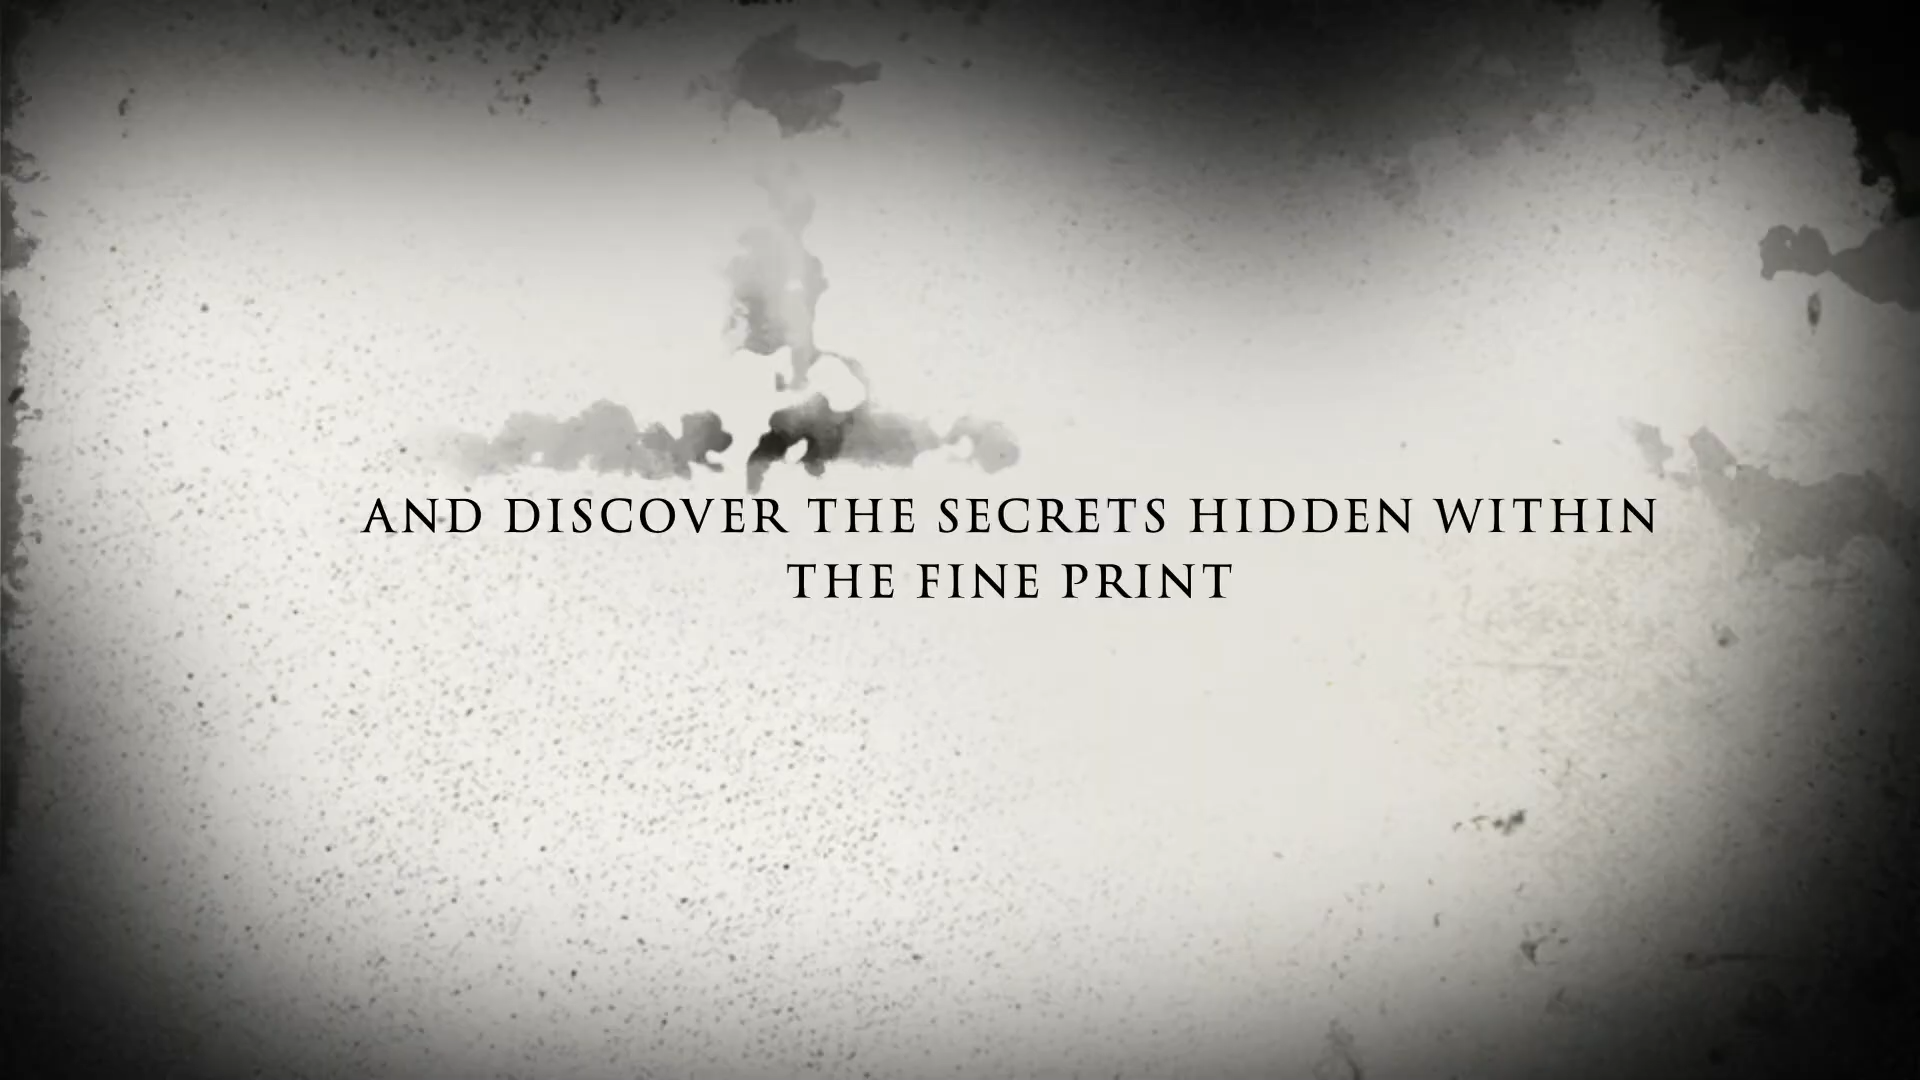 AND DISCOVER THE SECRETS HIDDEN WITHIN
THE FINE PRINT